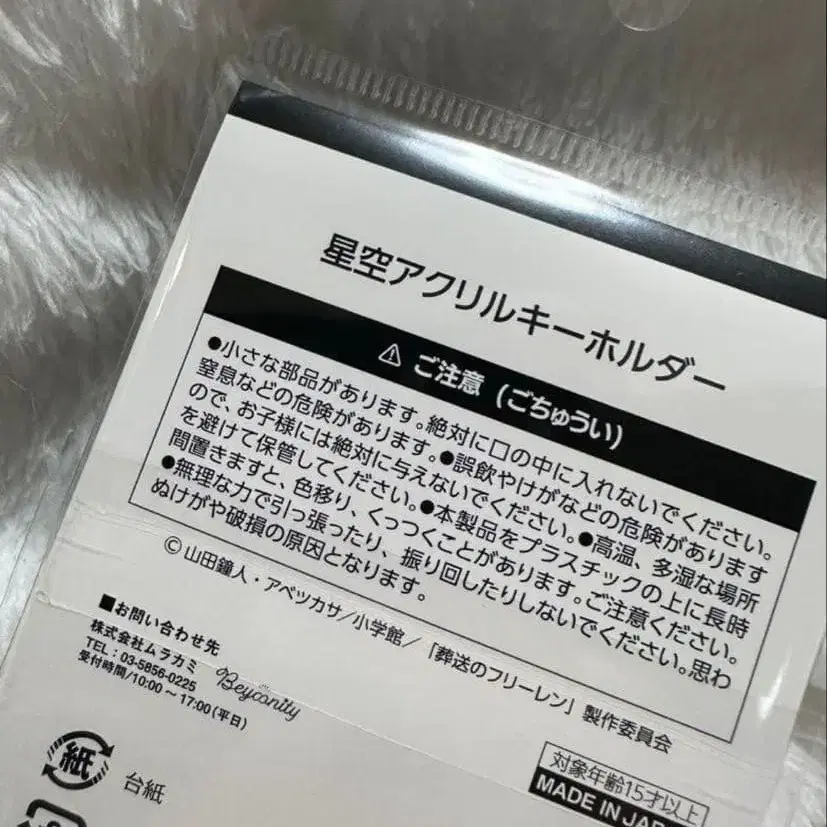 星空アクリルキーホルダー
⚠ ご注意（ごちゅうい）
●小さな部品があります。絶対に口の中に入れないでください。
窒息などの危険があります。●誤飲やけがなどの危険があります
ので、お子様には絶対に与えないでください。●高温、多湿な場所
を避けて保管してください。●本製品をプラスチックの上に長時
間置きますと、色移り、くっつくことがあります。ご注意ください。
●無理な力で引っ張ったり、振り回したりしないでください。思わ
ぬけがや破損の原因となります。
© 山田鐘人・アベツカサ／小学館／「葬送のフリーレン」製作委員会
■お問い合わせ先
株式会社ムラカミ
TEL：03-5856-0225
受付時間/10:00～17:00(平日)
Beyconity
紙
台紙
対象年齢15才以上
MADE IN JAP